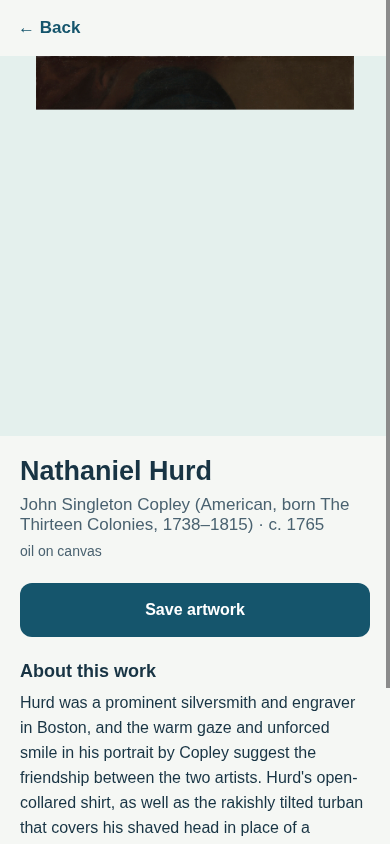 ← Back
Nathaniel Hurd
John Singleton Copley (American, born The
Thirteen Colonies, 1738–1815) · c. 1765
oil on canvas
Save artwork
About this work
Hurd was a prominent silversmith and engraver
in Boston, and the warm gaze and unforced
smile in his portrait by Copley suggest the
friendship between the two artists. Hurd's open-
collared shirt, as well as the rakishly tilted turban
that covers his shaved head in place of a